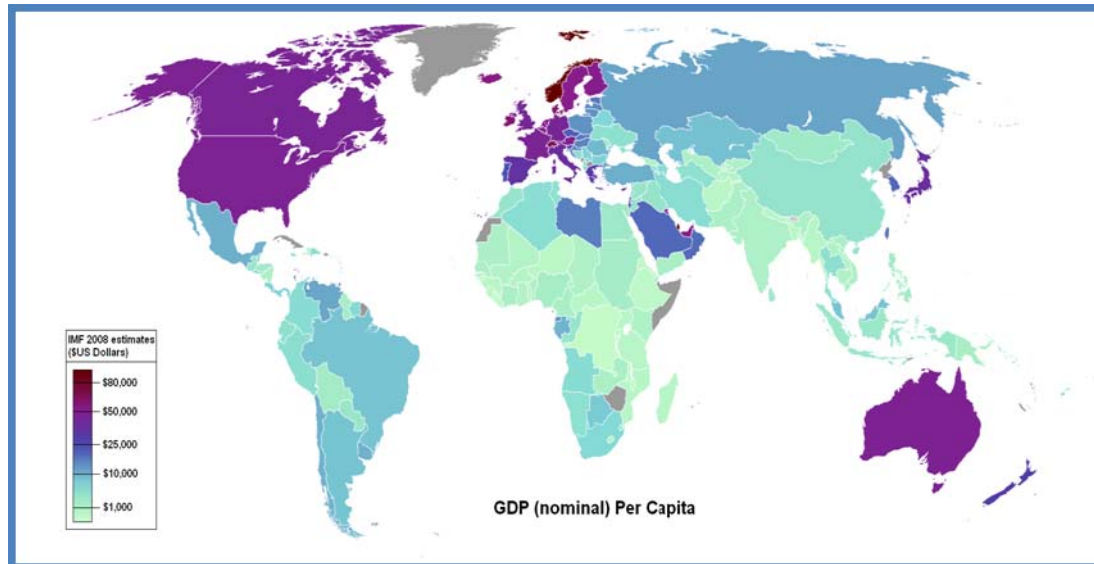 IMF 2008 estimates
($US Dollars)
$80,000
$50,000
$25,000
$10,000
$1,000
GDP (nominal) Per Capita